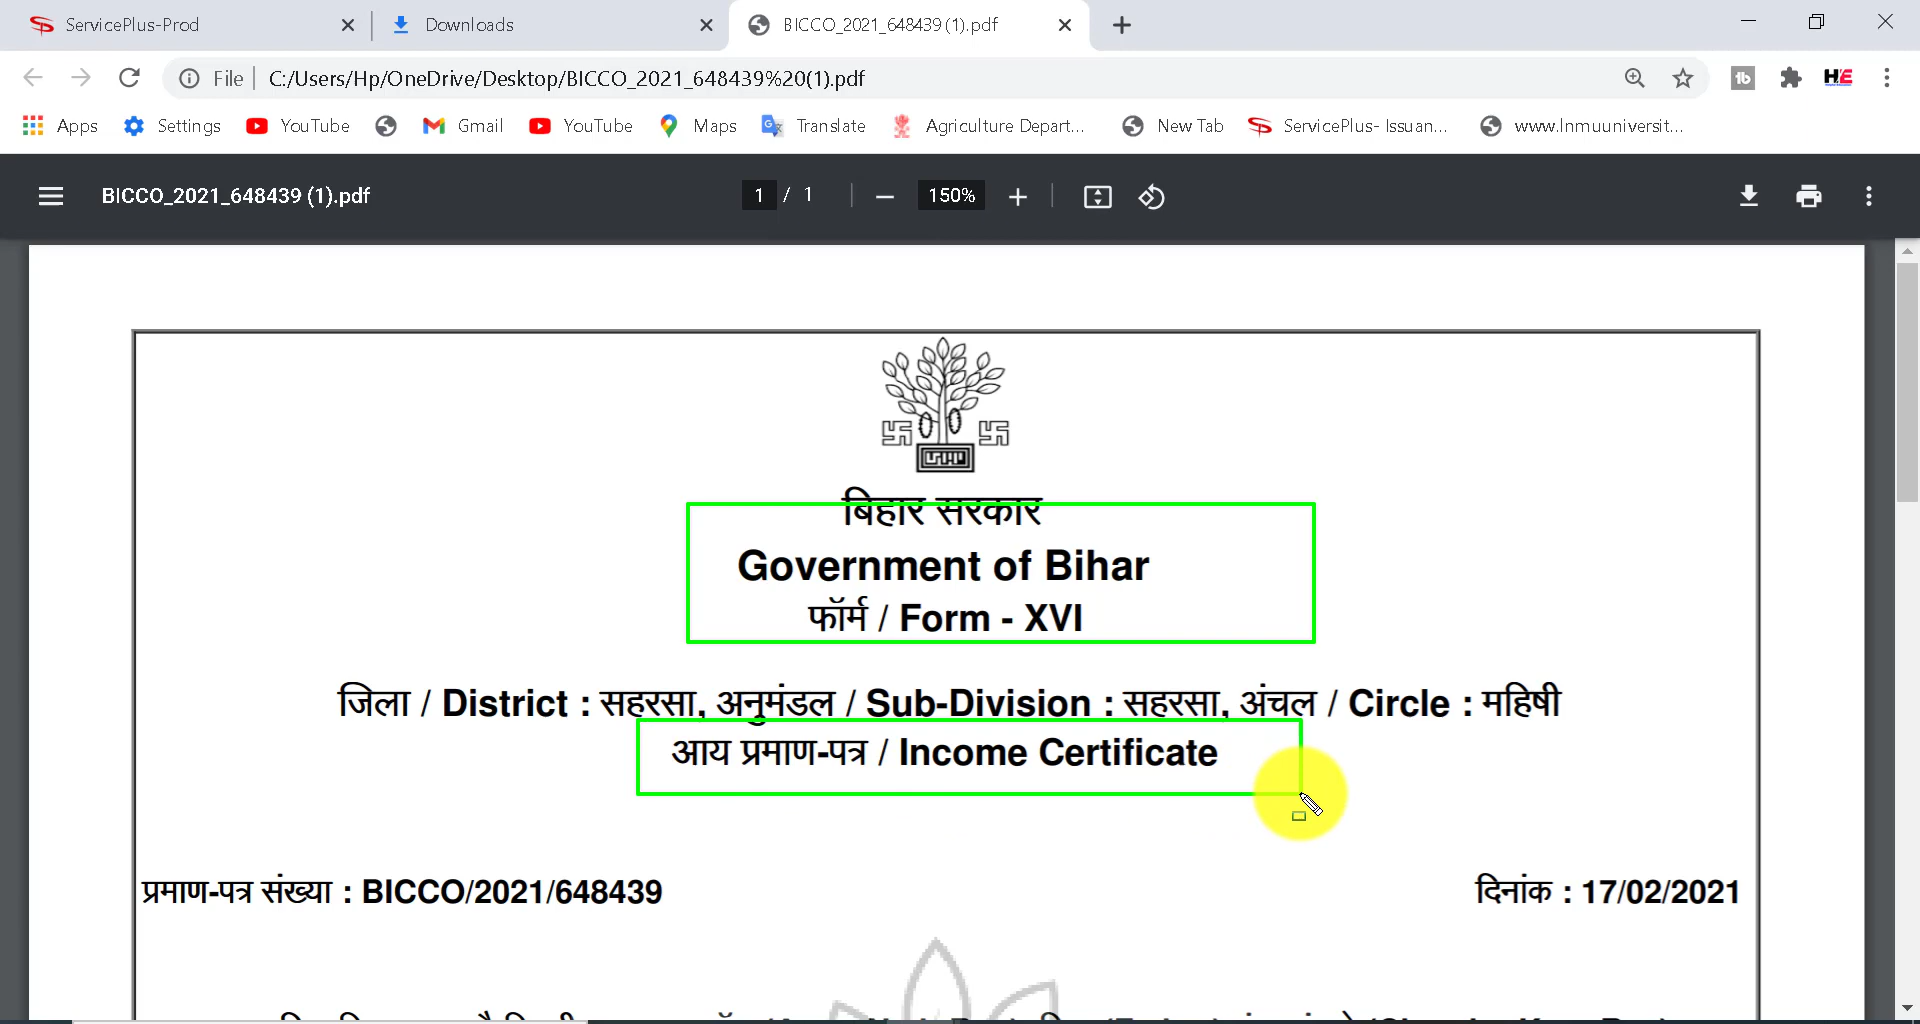 ServicePlus-Prod
Downloads
BICCO_2021_648439 (1).pdf
File
C:/Users/Hp/OneDrive/Desktop/BICCO_2021_648439%20(1).pdf
Apps Settings YouTube Gmail YouTube Maps Translate Agriculture Depart... New Tab ServicePlus- Issuan... www.lnmuuniversit...
BICCO_2021_648439 (1).pdf
1 / 1
150%
बिहार सरकार
Government of Bihar
फॉर्म / Form - XVI
जिला / District : सहरसा, अनुमंडल / Sub-Division : सहरसा, अंचल / Circle : महिषी
आय प्रमाण-पत्र / Income Certificate
प्रमाण-पत्र संख्या : BICCO/2021/648439
दिनांक : 17/02/2021